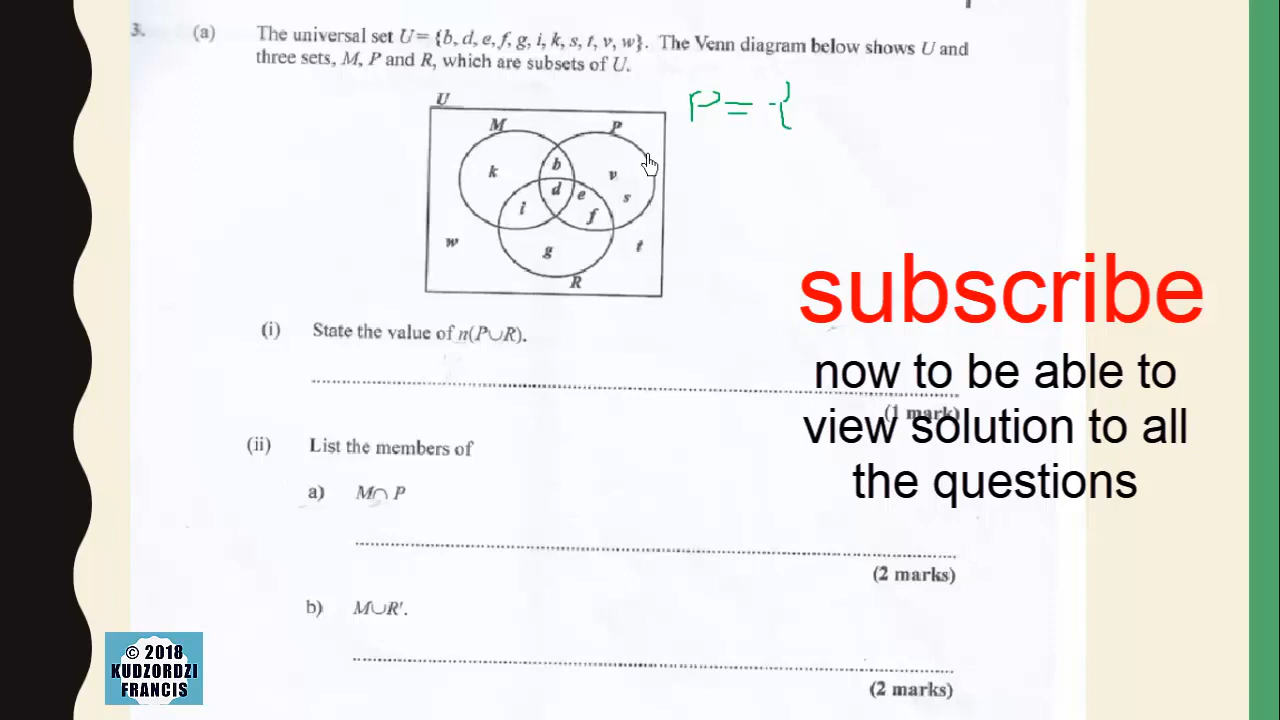 3. (a) The universal set U = {b, d, e, f, g, i, k, s, t, v, w}. The Venn diagram below shows U and
three sets, M, P and R, which are subsets of U.
U
P = {
M P
b
k v
d e s
i f
w g t
R
subscribe
now to be able to
view solution to all
the questions
(i) State the value of n(P∪R).
(1 mark)
(ii) List the members of
a) M∩P
(2 marks)
b) M∪R'.
(2 marks)
© 2018
KUDZORDZI
FRANCIS